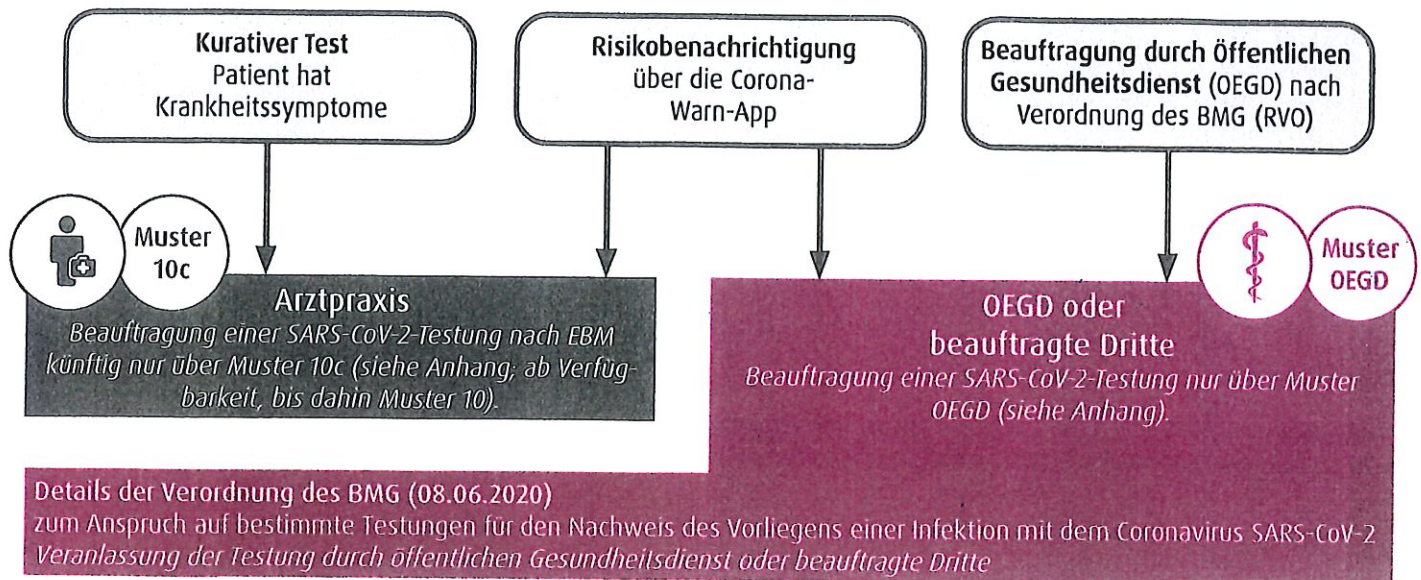 Kurativer Test
Patient hat
Krankheitssymptome
Risikobenachrichtigung
über die Corona-
Warn-App
Beauftragung durch Öffentlichen
Gesundheitsdienst (OEGD) nach
Verordnung des BMG (RVO)
Muster
10c
Arztpraxis
Beauftragung einer SARS-CoV-2-Testung nach EBM
künftig nur über Muster 10c (siehe Anhang; ab Verfüg-
barkeit, bis dahin Muster 10).
Muster
OEGD
OEGD oder
beauftragte Dritte
Beauftragung einer SARS-CoV-2-Testung nur über Muster
OEGD (siehe Anhang).
Details der Verordnung des BMG (08.06.2020)
zum Anspruch auf bestimmte Testungen für den Nachweis des Vorliegens einer Infektion mit dem Coronavirus SARS-CoV-2
Veranlassung der Testung durch öffentlichen Gesundheitsdienst oder beauftragte Dritte